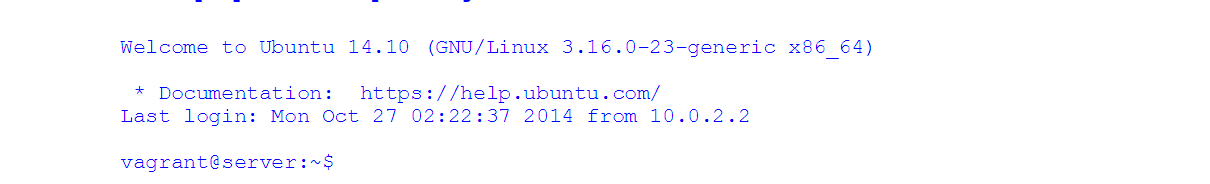 Welcome to Ubuntu 14.10 (GNU/Linux 3.16.0-23-generic x86_64)
* Documentation:  https://help.ubuntu.com/
Last login: Mon Oct 27 02:22:37 2014 from 10.0.2.2
vagrant@server:~$